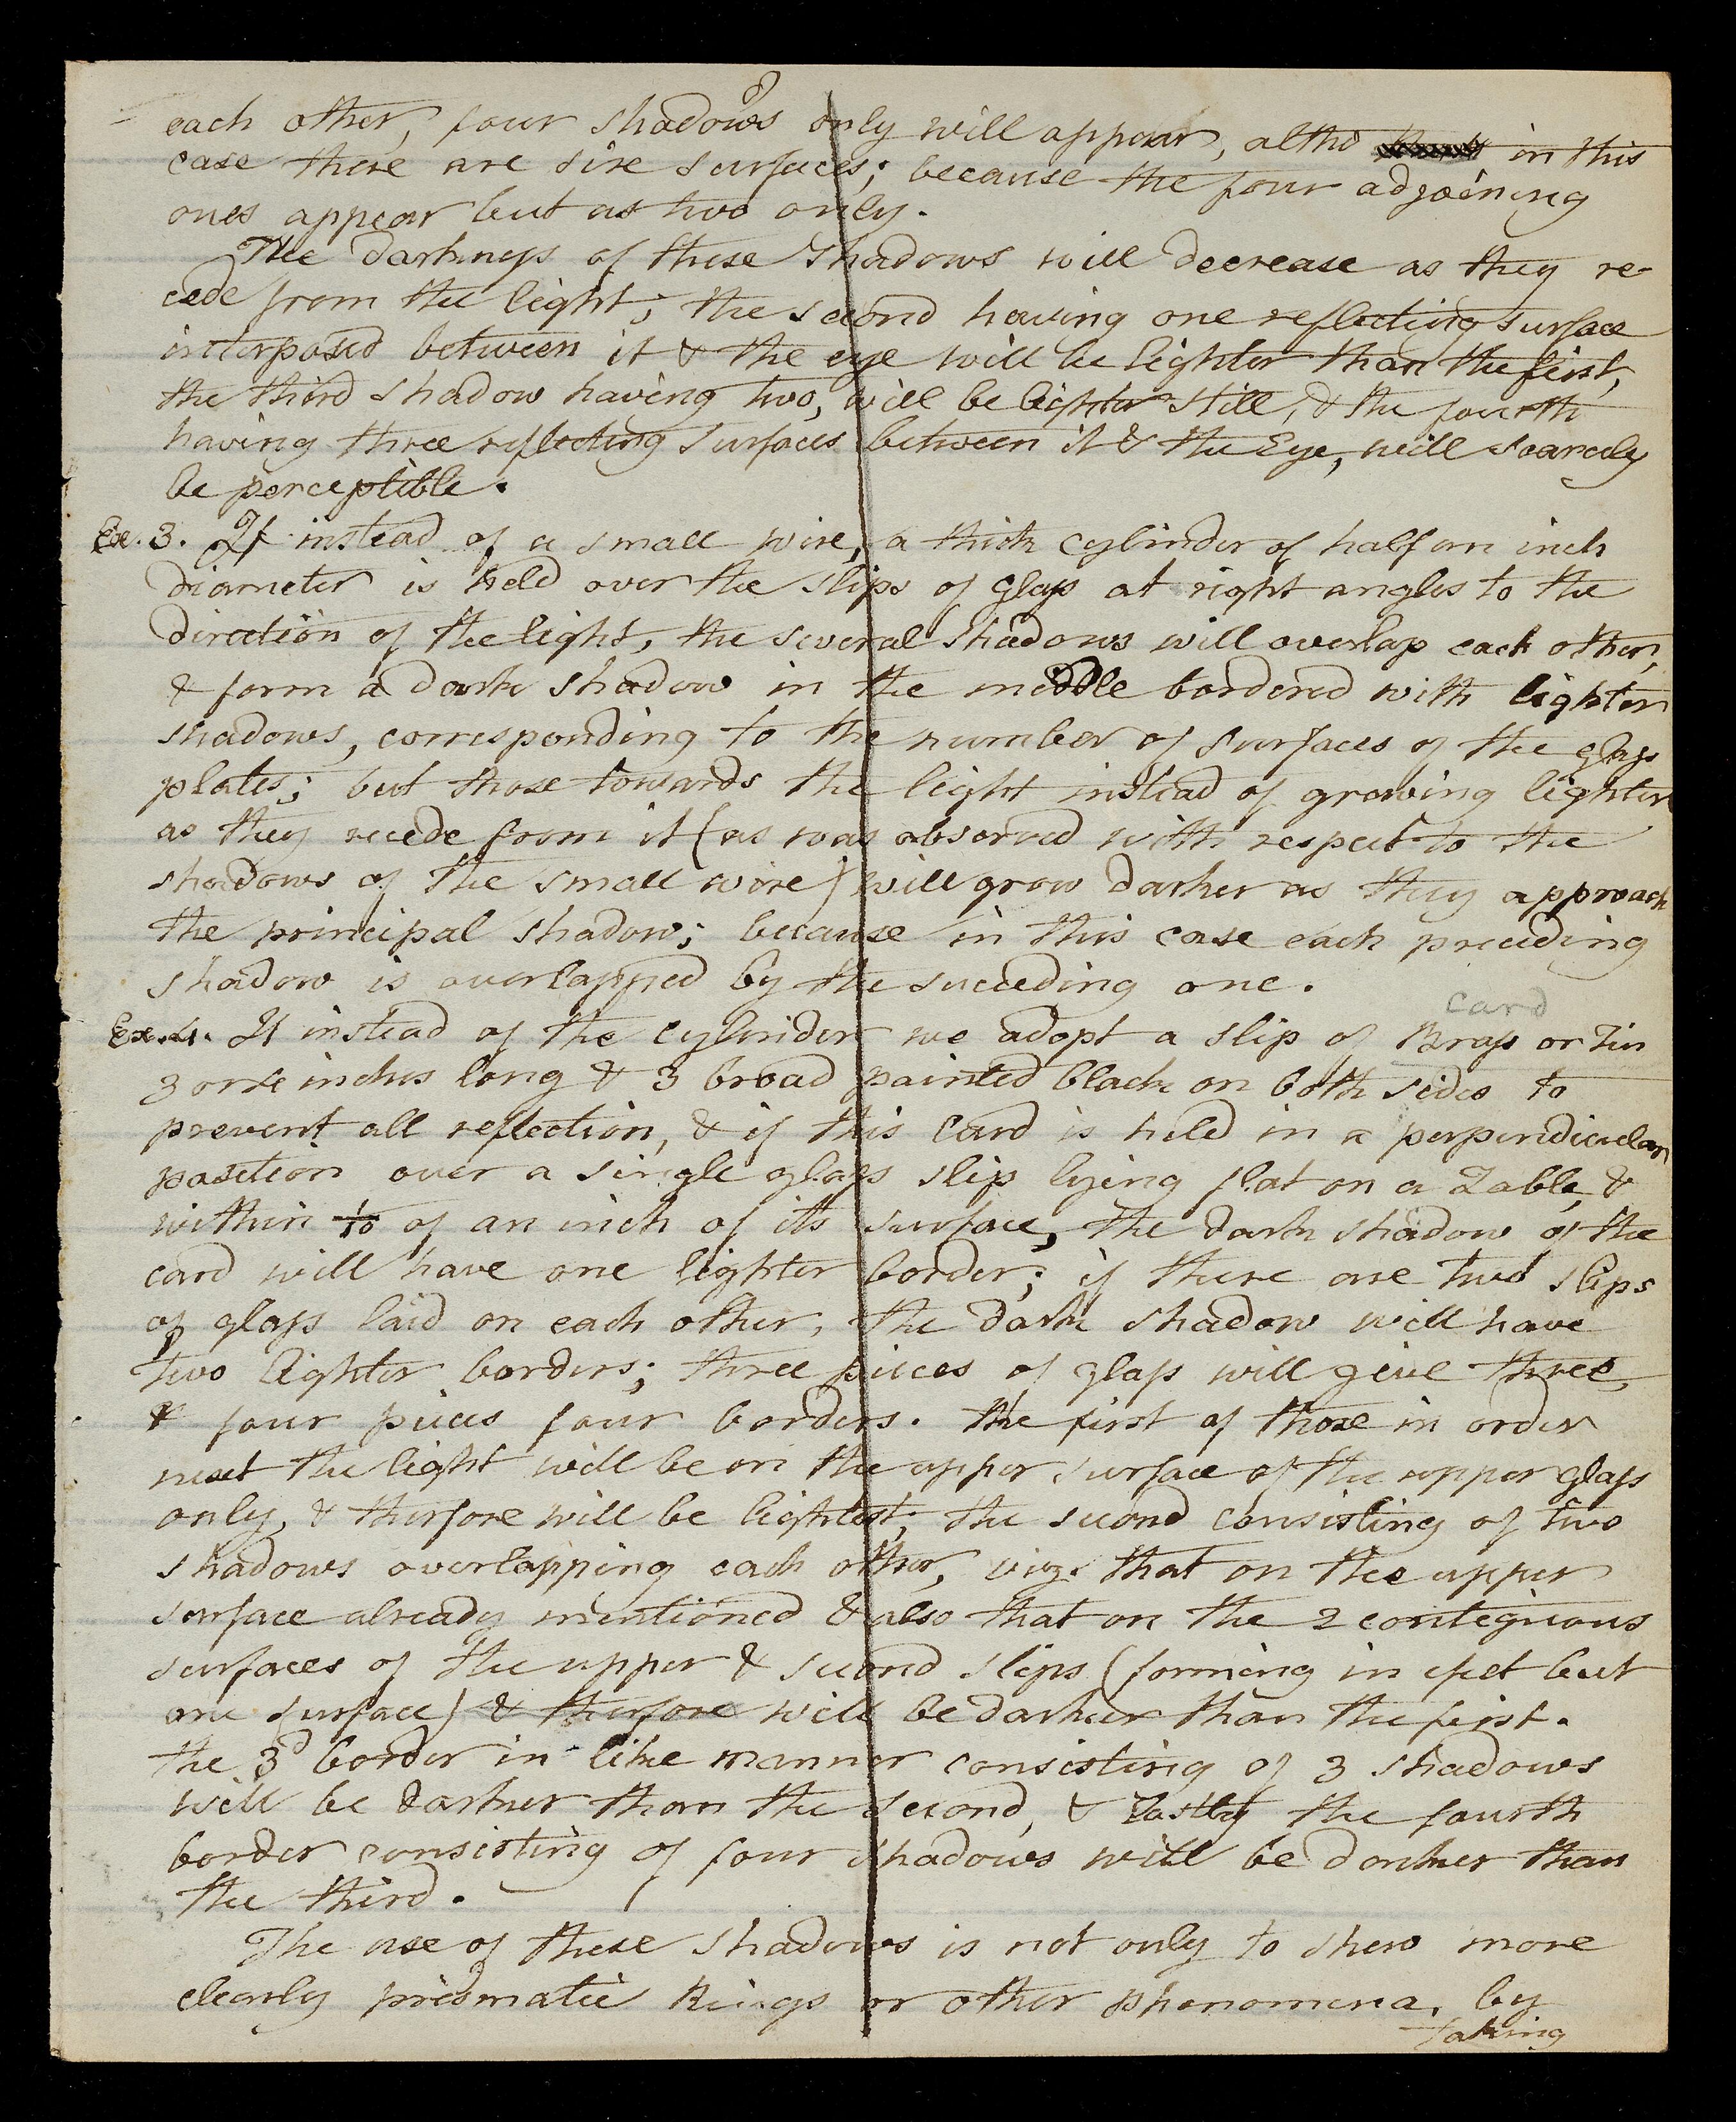 each other, four shadows only will appear, altho in this
case there are six surfaces; because the four adjoining
ones appear but as two only.
The darkness of these shadows will decrease as they re-
cede from the light; the second having one reflecting surface
interposed between it & the eye will be lighter than the first,
the third shadow having two, will be lighter still, & the fourth
having three reflecting surfaces between it & the Eye, will scarcely
be perceptible.
Ex. 3. If instead of a small wire, a thick cylinder of half an inch
diameter is held over the slips of glass at right angles to the
direction of the light, the several shadows will overlap each other,
& form a dark shadow in the middle bordered with lighter
shadows, corresponding to the number of surfaces of the glass
plates; but those towards the light instead of growing lighter
as they recede from it (as was observed with respect to the
shadows of the small wire) will grow darker as they approach
the principal shadow; because in this case each preceding
shadow is overlapped by the succeeding one.
card
Ex. 4. If instead of the cylinder we adopt a slip of Brass or Tin
3 or 4 inches long & 3 broad painted black on both sides to
prevent all reflection, & if this Card is held in a perpendicular
position over a single glass slip lying flat on a Table, &
within 1/10 of an inch of its surface, the dark shadow of the
card will have one lighter border; if there are two slips
of glass laid on each other, the dark shadow will have
two lighter borders; three pieces of glass will give three,
& four pieces four borders. the first of those in order
next the light will be on the upper surface of the upper glass
only, & therfore will be lightest; the second consisting of two
shadows overlapping each other, viz. that on the upper
surface already mentioned & also that on the 2 contiguous
surfaces of the upper & second slips (forming in efect but
one surface) & therfore will be darker than the first.
the 3d border in like manner consisting of 3 shadows
will be darker than the second, & lastly the fourth
border consisting of four shadows will be darker than
the third.
The use of these shadows is not only to shew more
clearly prismatic Rings or other phenomena, by
taking